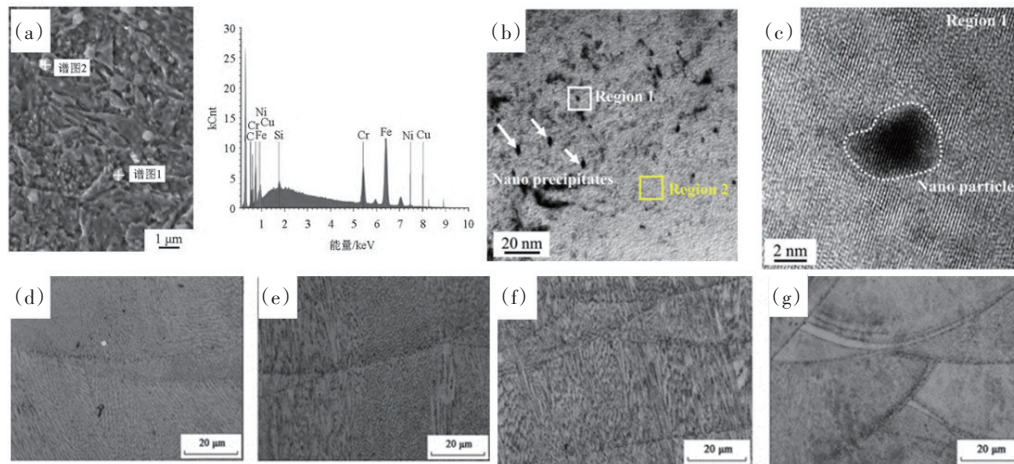 (a)
谱图2
谱图1
1 μm
kCnt
30
25
20
15
10
5
0
Ni
Cr
Cu
C
Fe
Si
Cr
Fe
Ni
Cu
1 2 3 4 5 6 7 8 9 10
能量/keV
(b)
Region 1
Nano precipitates
Region 2
20 nm
(c)
Region 1
Nano particle
2 nm
(d)
20 μm
(e)
20 μm
(f)
20 μm
(g)
20 μm